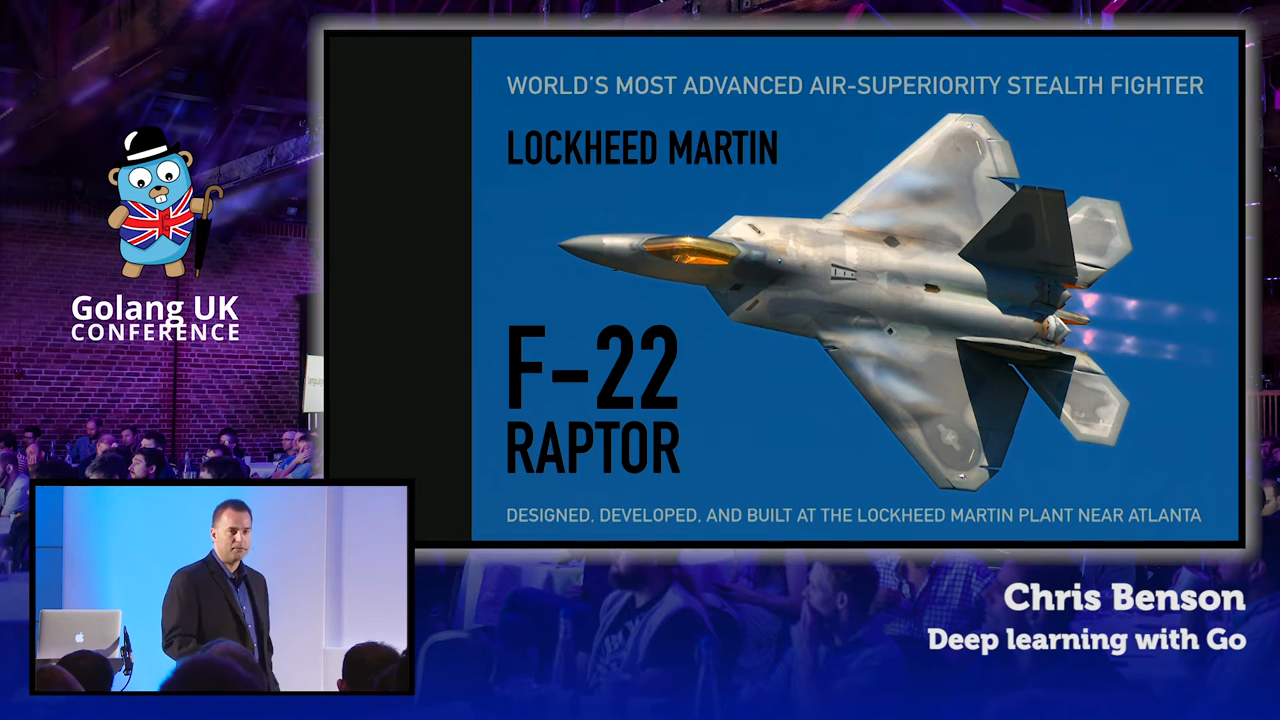 Golang UK
CONFERENCE
WORLD'S MOST ADVANCED AIR-SUPERIORITY STEALTH FIGHTER
LOCKHEED MARTIN
F-22
RAPTOR
DESIGNED, DEVELOPED, AND BUILT AT THE LOCKHEED MARTIN PLANT NEAR ATLANTA
Chris Benson
Deep learning with Go